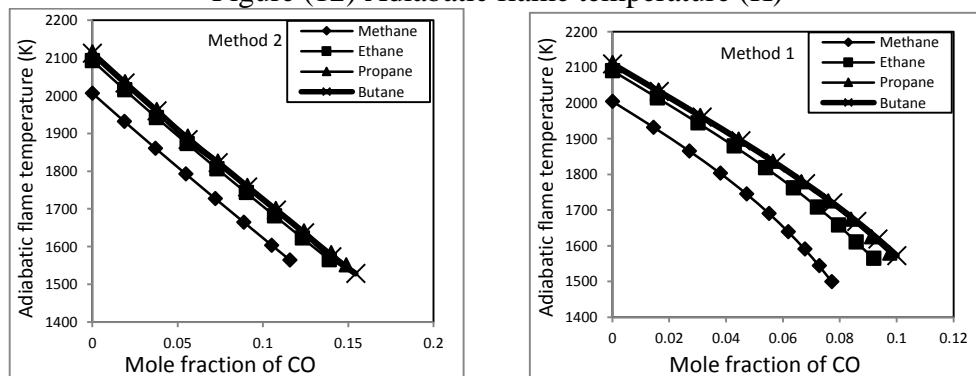 Figure (12) Adiabatic flame temperature (K)
Method 2
Methane
Ethane
Propane
Butane
Adiabatic flame temperature (K)
2200
2100
2000
1900
1800
1700
1600
1500
1400
0
0.05
0.1
0.15
0.2
Mole fraction of CO
Method 1
Methane
Ethane
Propane
Butane
Adiabatic flame temperature (K)
2200
2100
2000
1900
1800
1700
1600
1500
1400
0
0.02
0.04
0.06
0.08
0.1
0.12
Mole fraction of CO